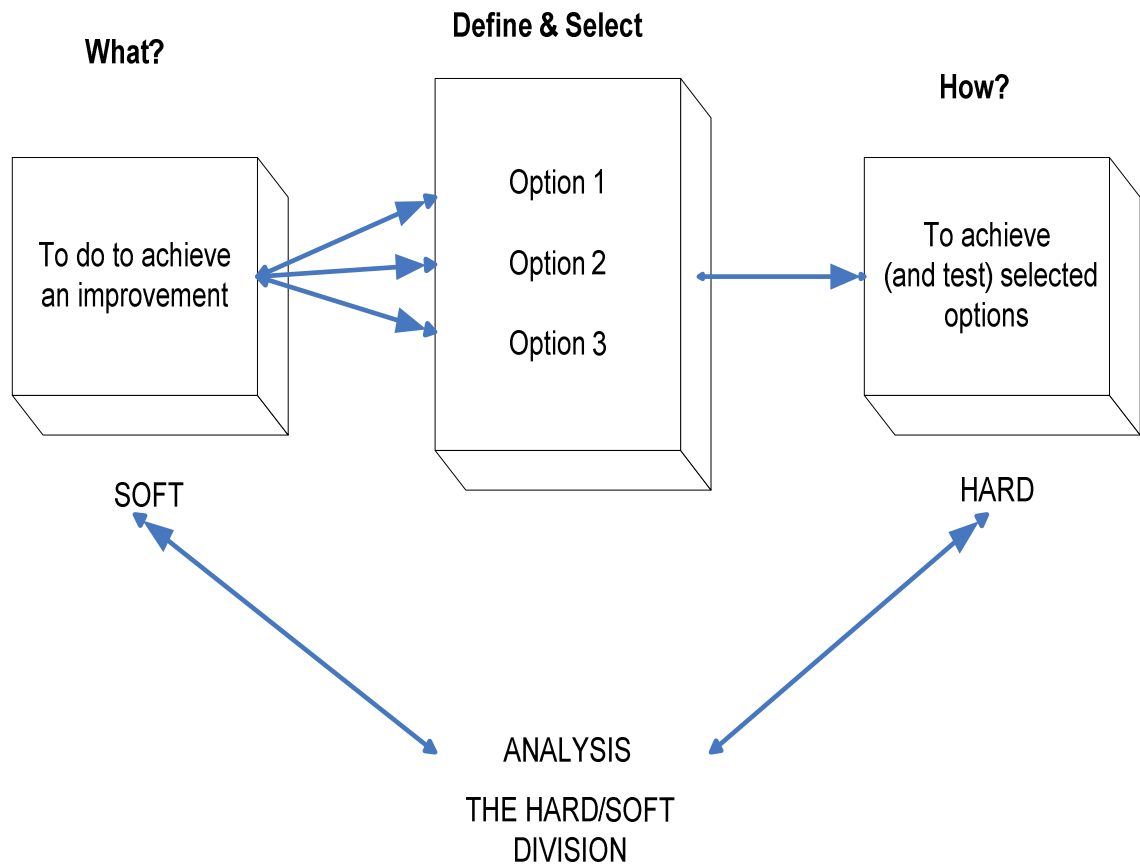 What?
Define & Select
How?
To do to achieve
an improvement
Option 1
Option 2
Option 3
To achieve
(and test) selected
options
SOFT
HARD
ANALYSIS
THE HARD/SOFT
DIVISION